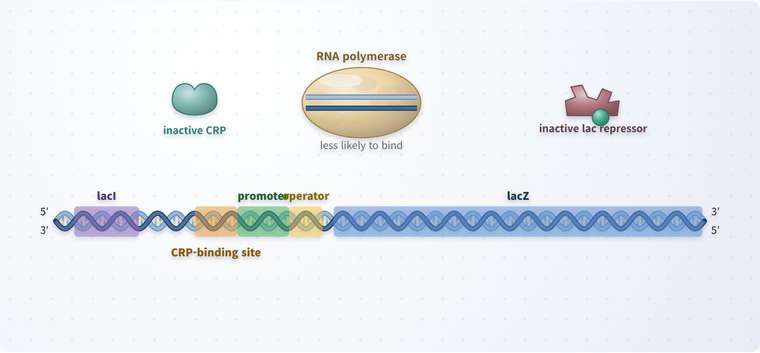 RNA polymerase
inactive CRP
inactive lac repressor
less likely to bind
lacI
promoter
operator
lacZ
5′
3′
3′
5′
CRP-binding site